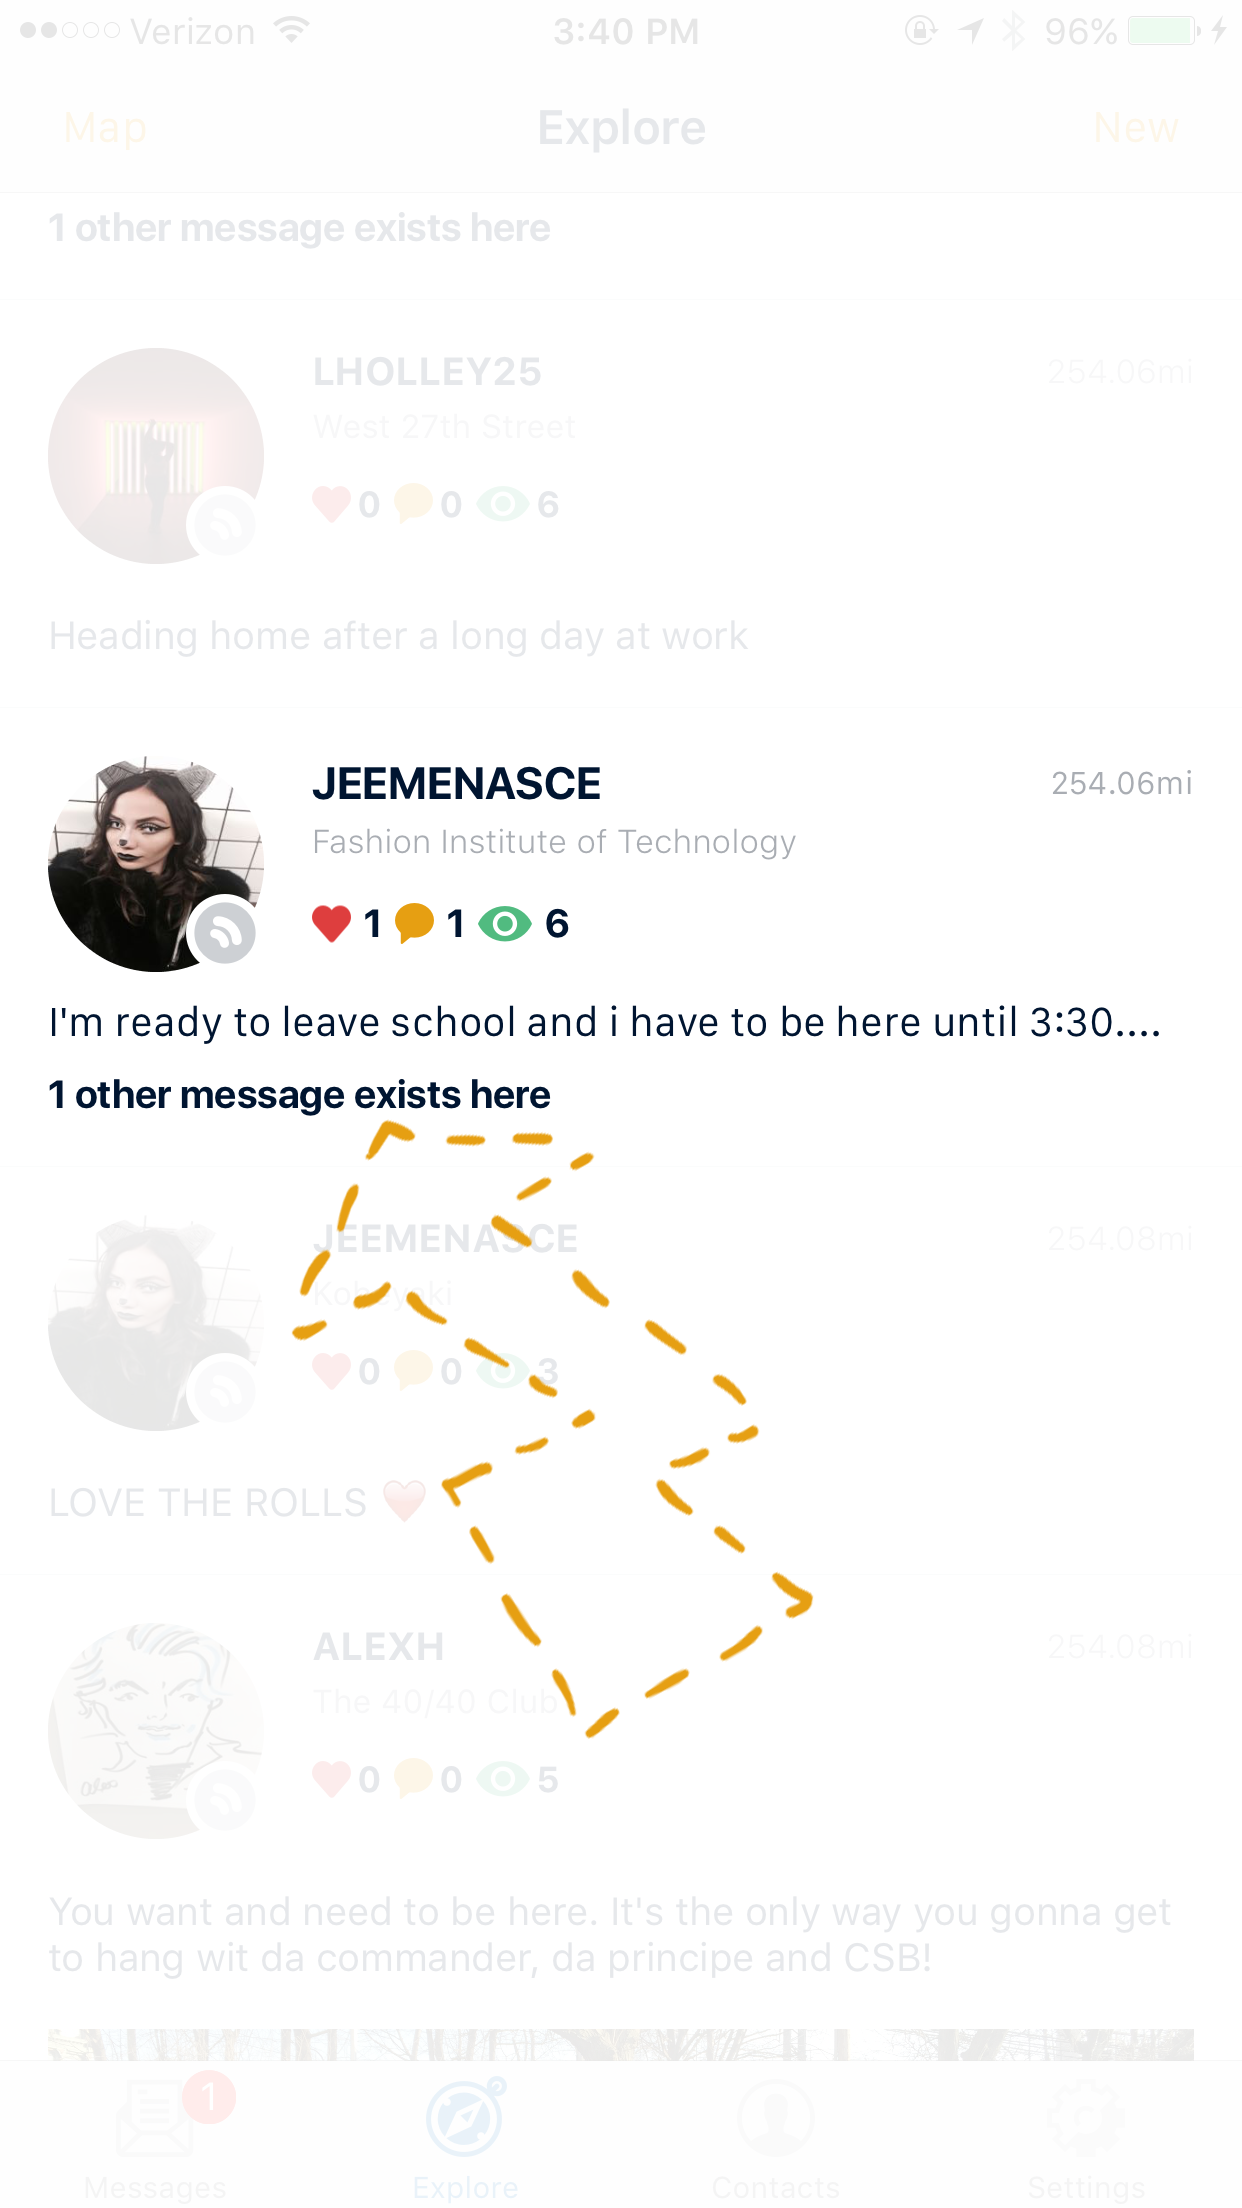 Verizon 3:40 PM 96%
Map Explore New
1 other message exists here
LHOLLEY25 254.06mi
West 27th Street
0 0 6
Heading home after a long day at work
JEEMENASCE 254.06mi
Fashion Institute of Technology
1 1 6
I'm ready to leave school and i have to be here until 3:30....
1 other message exists here
JEEMENASCE 254.08mi
0 0 3
LOVE THE ROLLS
ALEXH 254.08mi
The 40/40 Club
0 0 5
Alex
You want and need to be here. It's the only way you gonna get
to hang wit da commander, da principe and CSB!
1
Messages Explore Contacts Settings